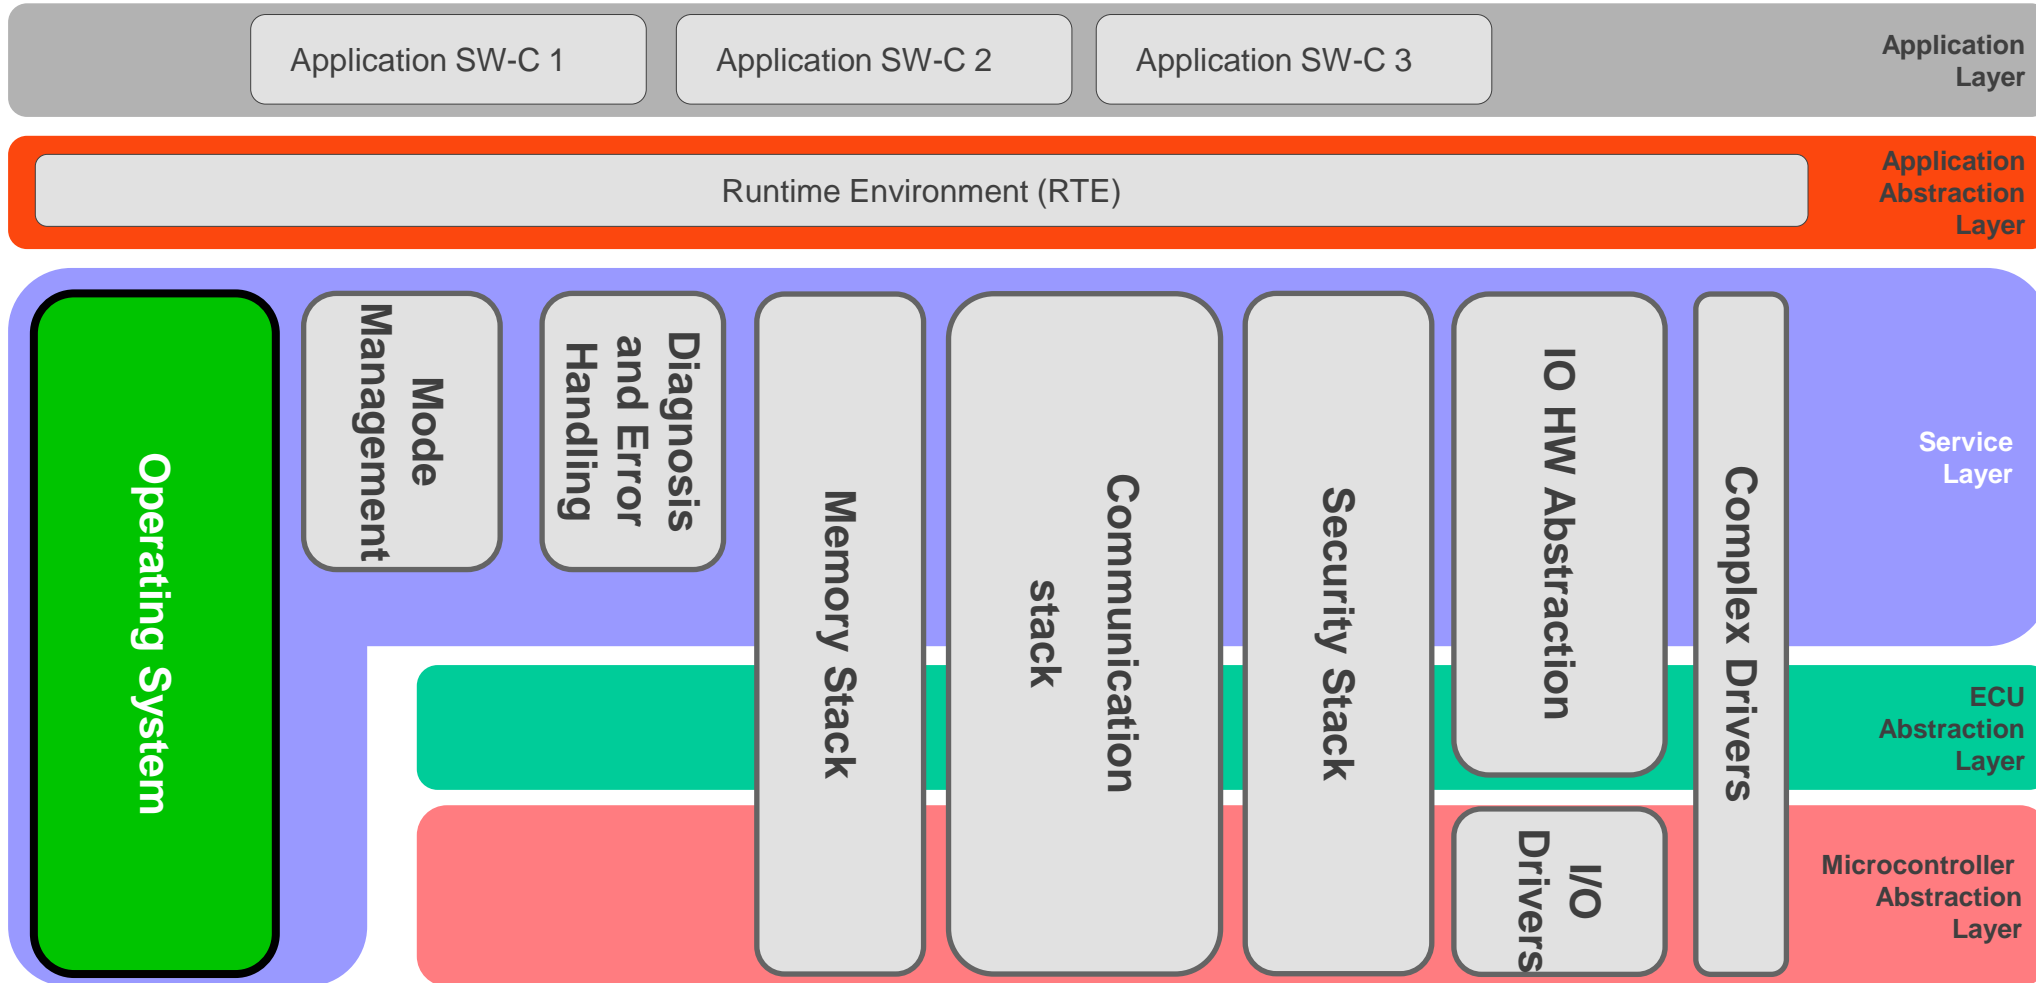 Application SW-C 1
Application SW-C 2
Application SW-C 3
Application
Layer
Runtime Environment (RTE)
Application
Abstraction
Layer
Operating System
Mode
Management
Diagnosis
and Error
Handling
Memory Stack
Communication
stack
Security Stack
IO HW Abstraction
I/O
Drivers
Complex Drivers
Service
Layer
ECU
Abstraction
Layer
Microcontroller
Abstraction
Layer